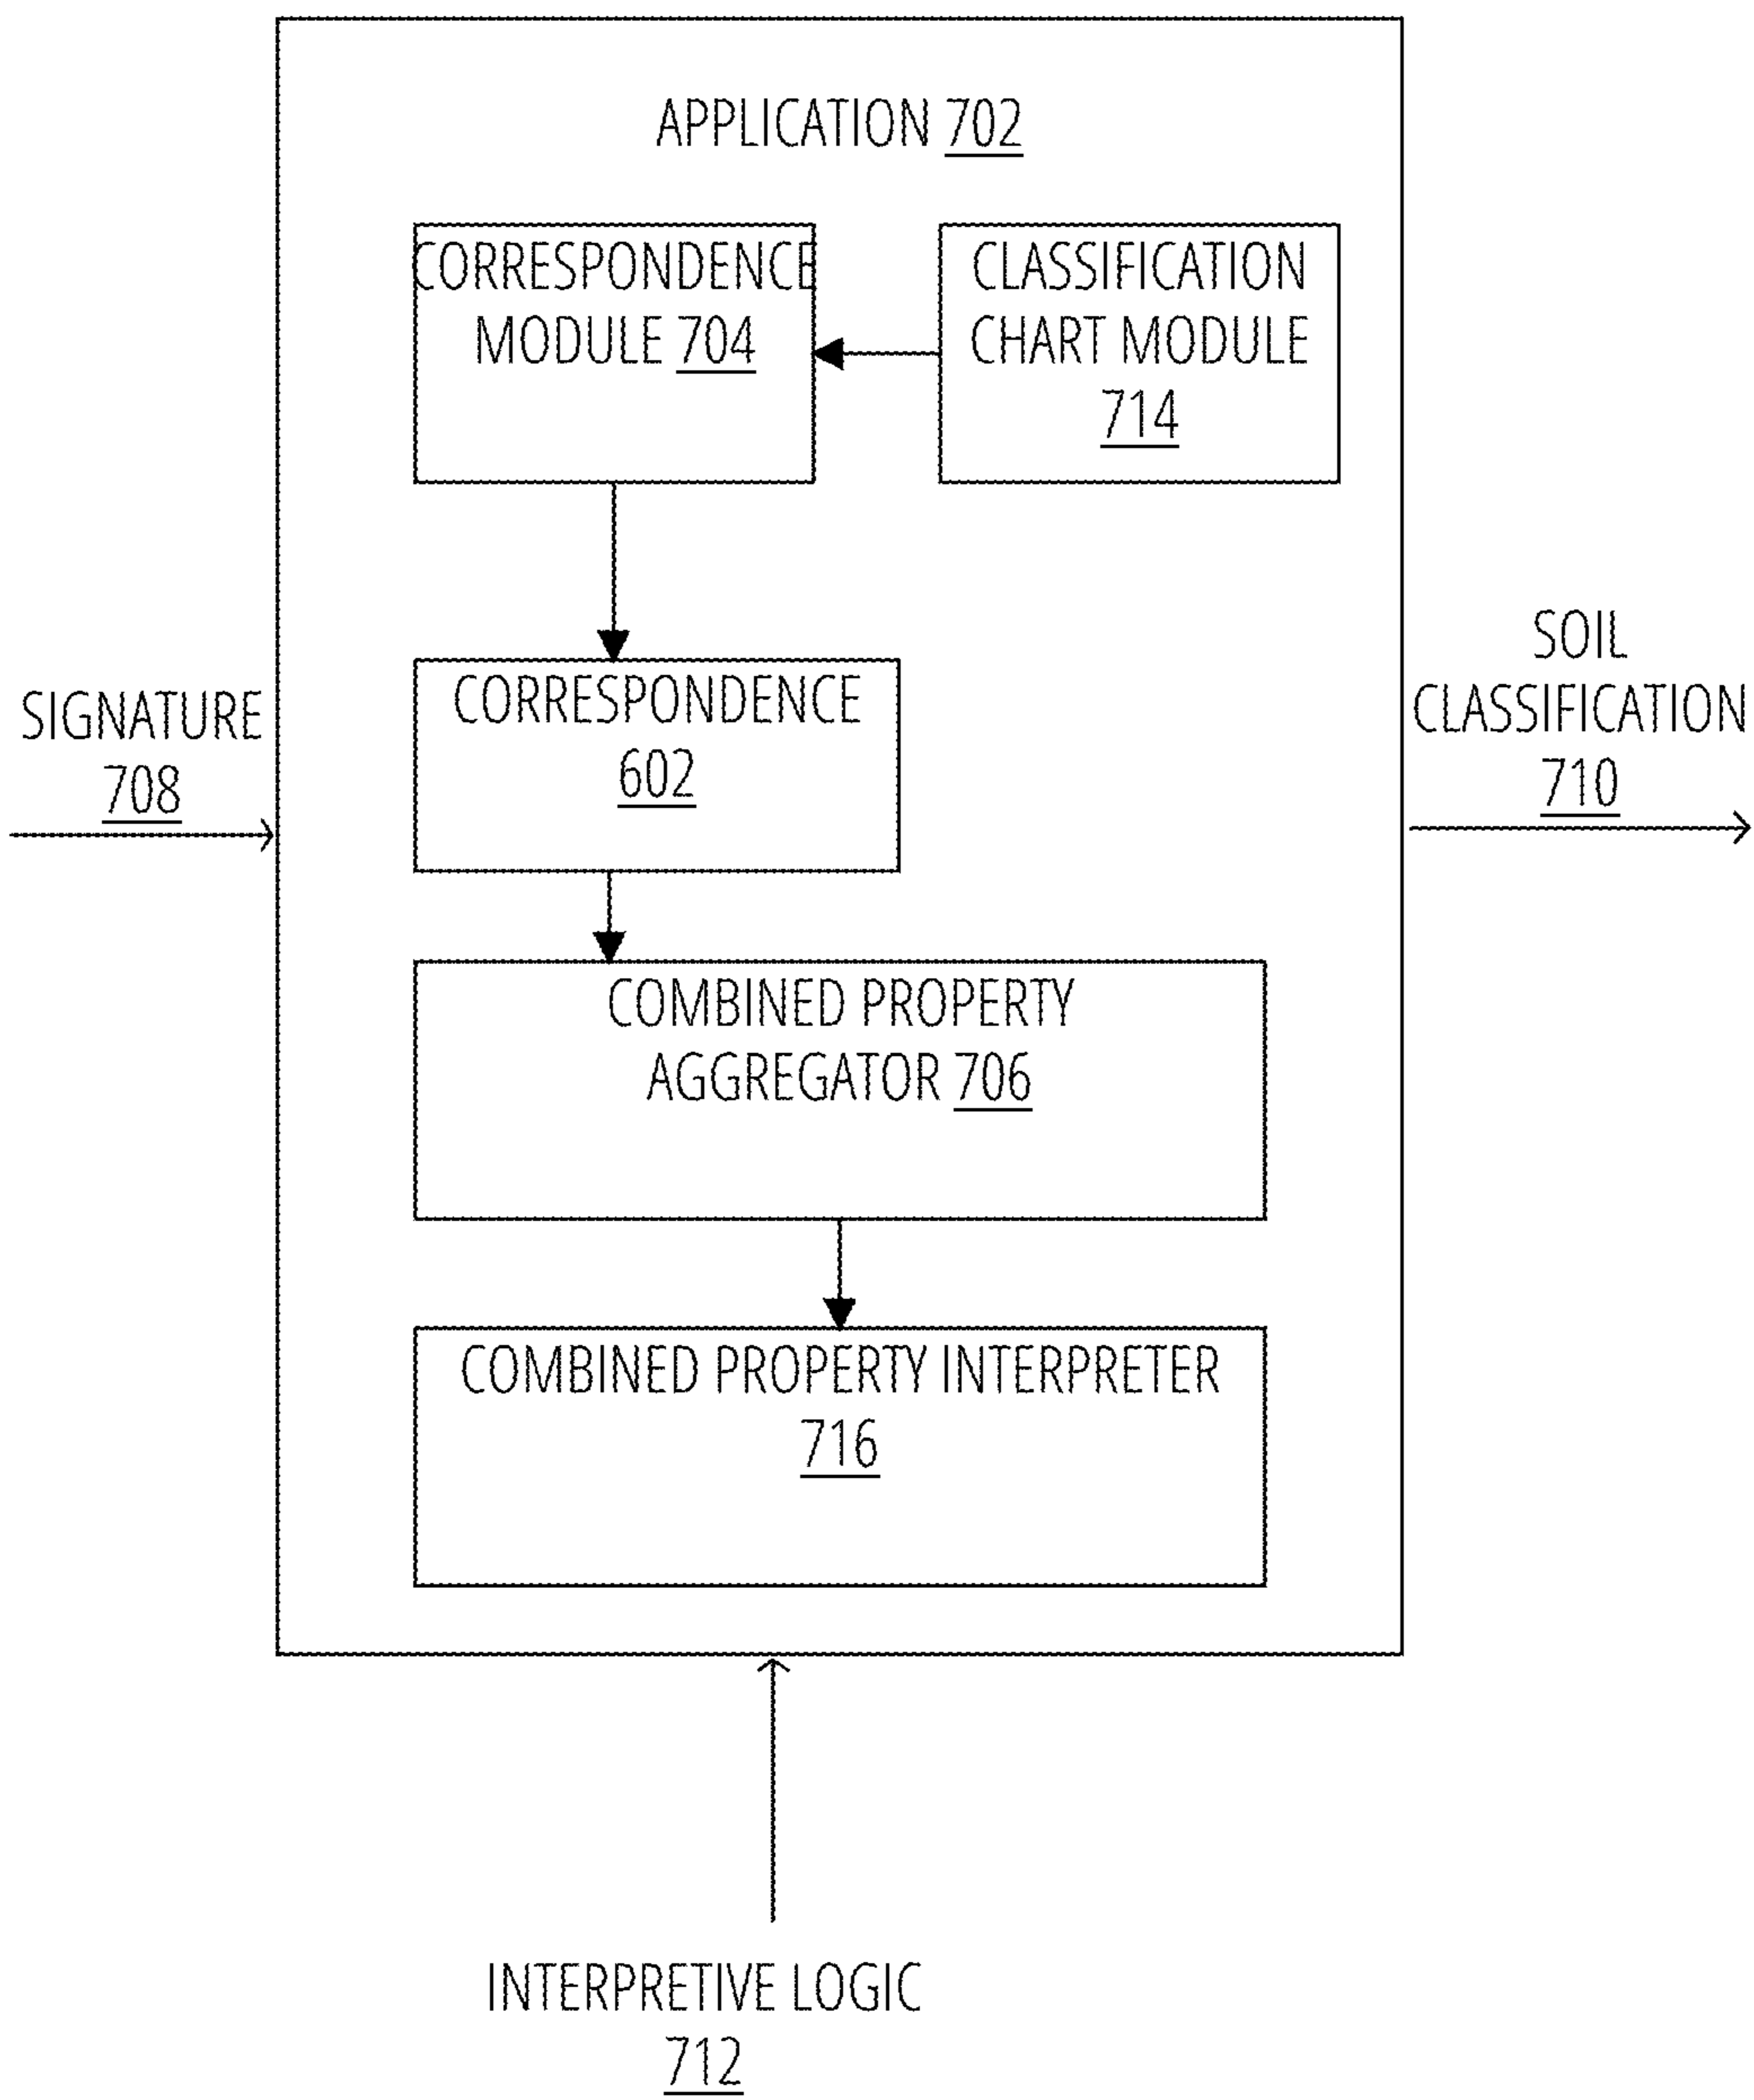 APPLICATION 702
CORRESPONDENCE
MODULE 704
CLASSIFICATION
CHART MODULE
714
CORRESPONDENCE
602
SIGNATURE
708
SOIL
CLASSIFICATION
710
COMBINED PROPERTY
AGGREGATOR 706
COMBINED PROPERTY INTERPRETER
716
INTERPRETIVE LOGIC
712